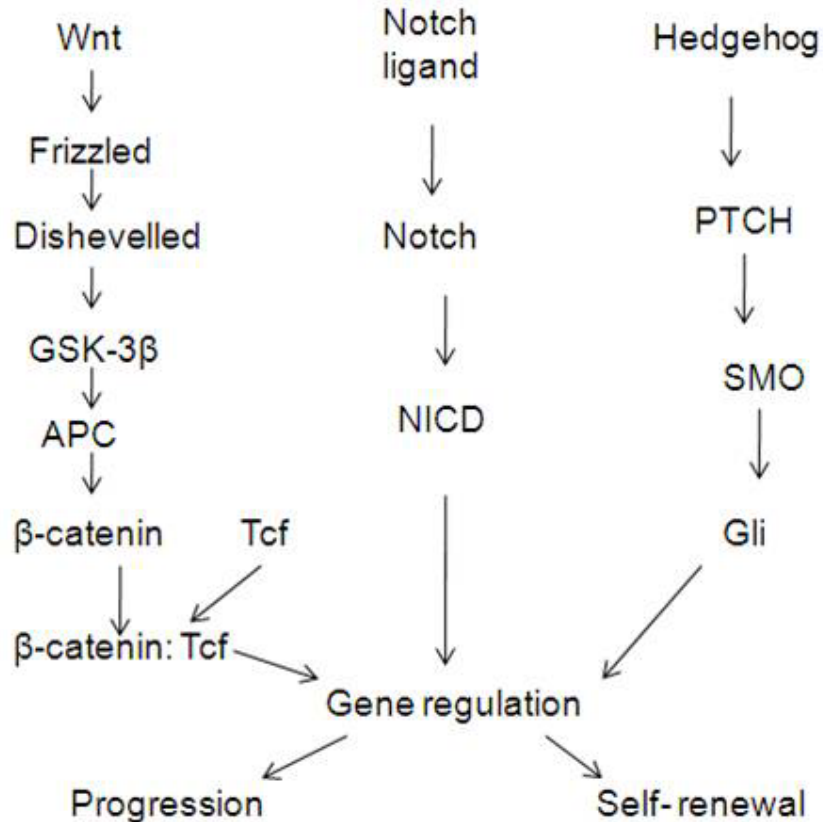 Wnt
Notch
ligand
Hedgehog
Frizzled
Dishevelled
Notch
PTCH
GSK-3β
SMO
APC
NICD
β-catenin
Tcf
Gli
β-catenin: Tcf
Gene regulation
Progression
Self-renewal